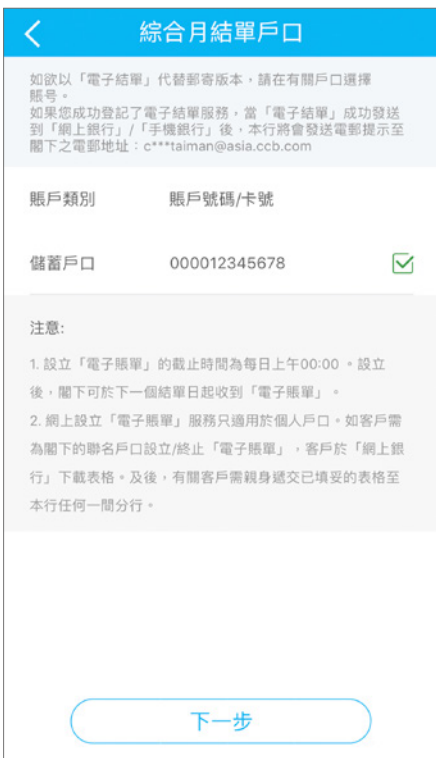 綜合月結單戶口
如欲以「電子結單」代替郵寄版本，請在有關戶口選擇
賬号。
如果您成功登記了電子結單服務，當「電子結單」成功發送
到「網上銀行」/「手機銀行」後，本行將會發送電郵提示至
閣下之電郵地址：c***taiman@asia.ccb.com
賬戶類別 賬戶號碼/卡號
儲蓄戶口 000012345678
注意:
1. 設立「電子賬單」的截止時間為每日上午00:00 。設立
後，閣下可於下一個結單日起收到「電子賬單」。
2. 網上設立「電子賬單」服務只適用於個人戶口。如客戶需
為閣下的聯名戶口設立/終止「電子賬單」，客戶於「網上銀
行」下載表格。及後，有關客戶需親身遞交已填妥的表格至
本行任何一間分行。
下一步